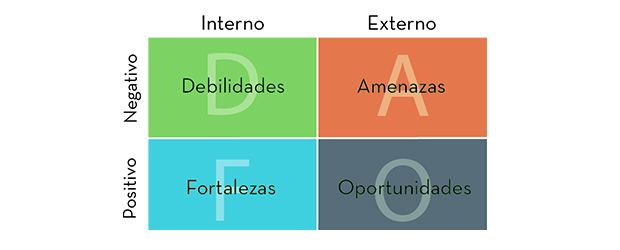 Interno Externo
Negativo
D A
Debilidades Amenazas
Positivo
F O
Fortalezas Oportunidades